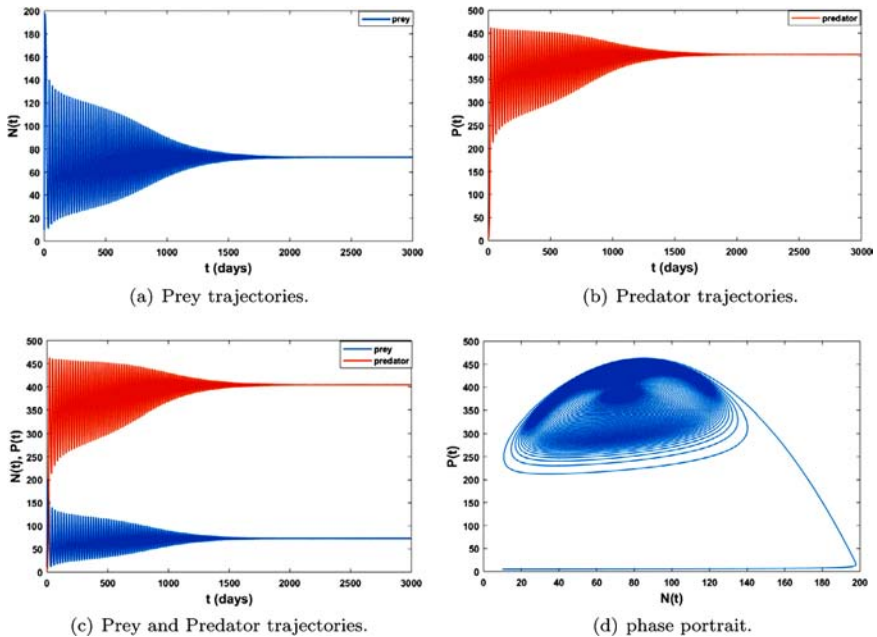 200
180
160
140
120
100
80
60
40
20
0
N(t)
prey
0 500 1000 1500 2000 2500 3000
t (days)
(a) Prey trajectories.
500
450
400
350
300
250
200
150
100
50
0
P(t)
predator
0 500 1000 1500 2000 2500 3000
t (days)
(b) Predator trajectories.
500
450
400
350
300
250
200
150
100
50
0
N(t), P(t)
prey
predator
0 500 1000 1500 2000 2500 3000
t (days)
(c) Prey and Predator trajectories.
500
450
400
350
300
250
200
150
100
50
0
P(t)
0 20 40 60 80 100 120 140 160 180 200
N(t)
(d) phase portrait.